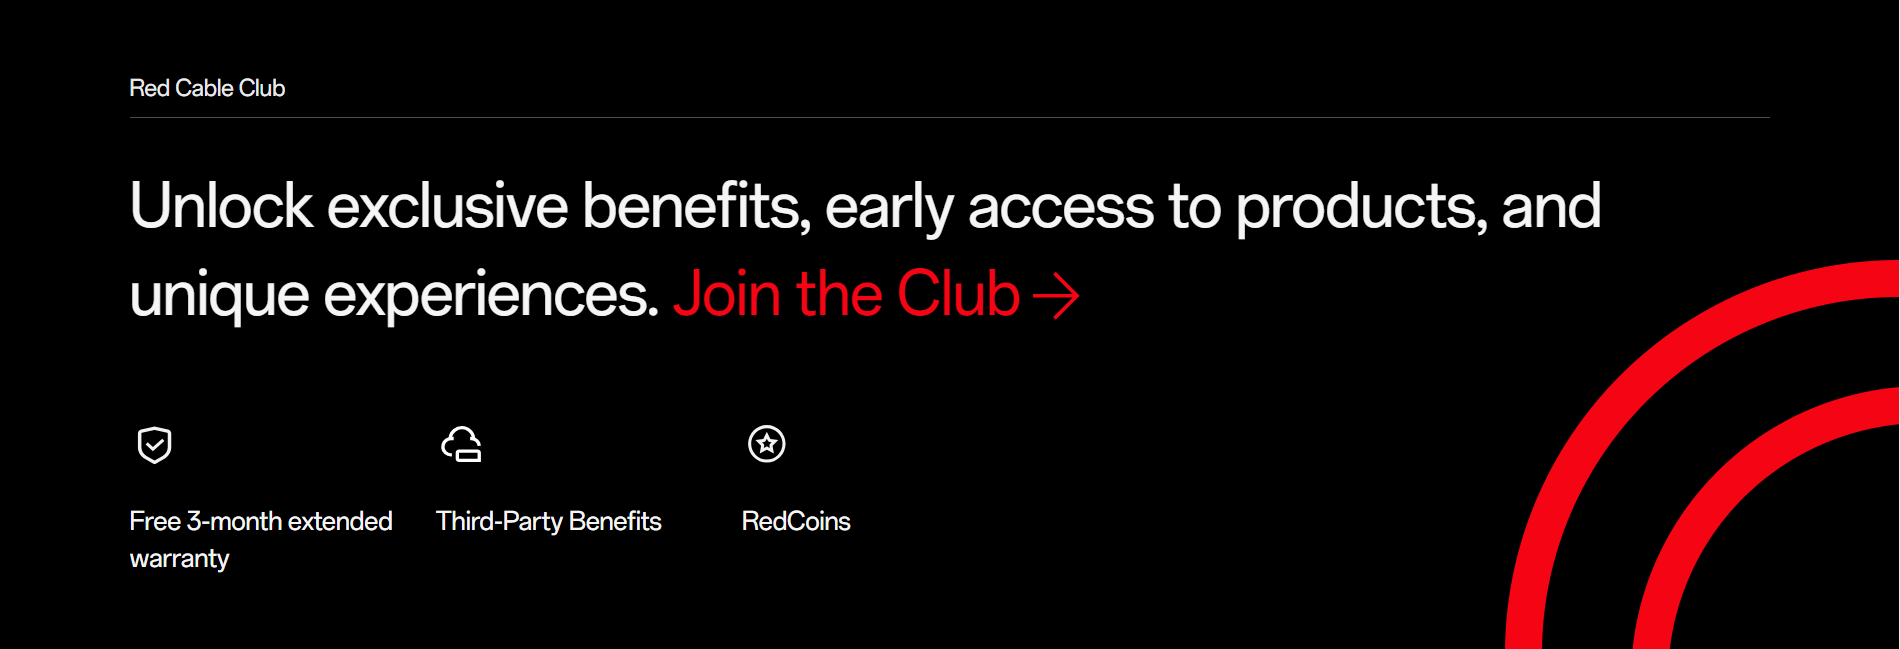 Red Cable Club
Unlock exclusive benefits, early access to products, and
unique experiences. Join the Club →
Free 3-month extended
warranty
Third-Party Benefits
RedCoins